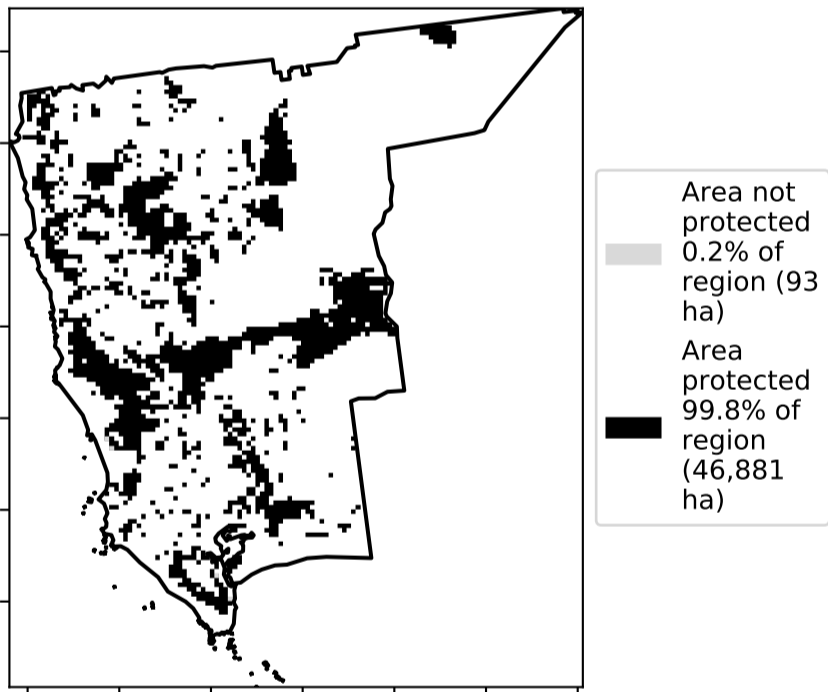 Area not
protected
0.2% of
region (93
ha)
Area
protected
99.8% of
region
(46,881
ha)